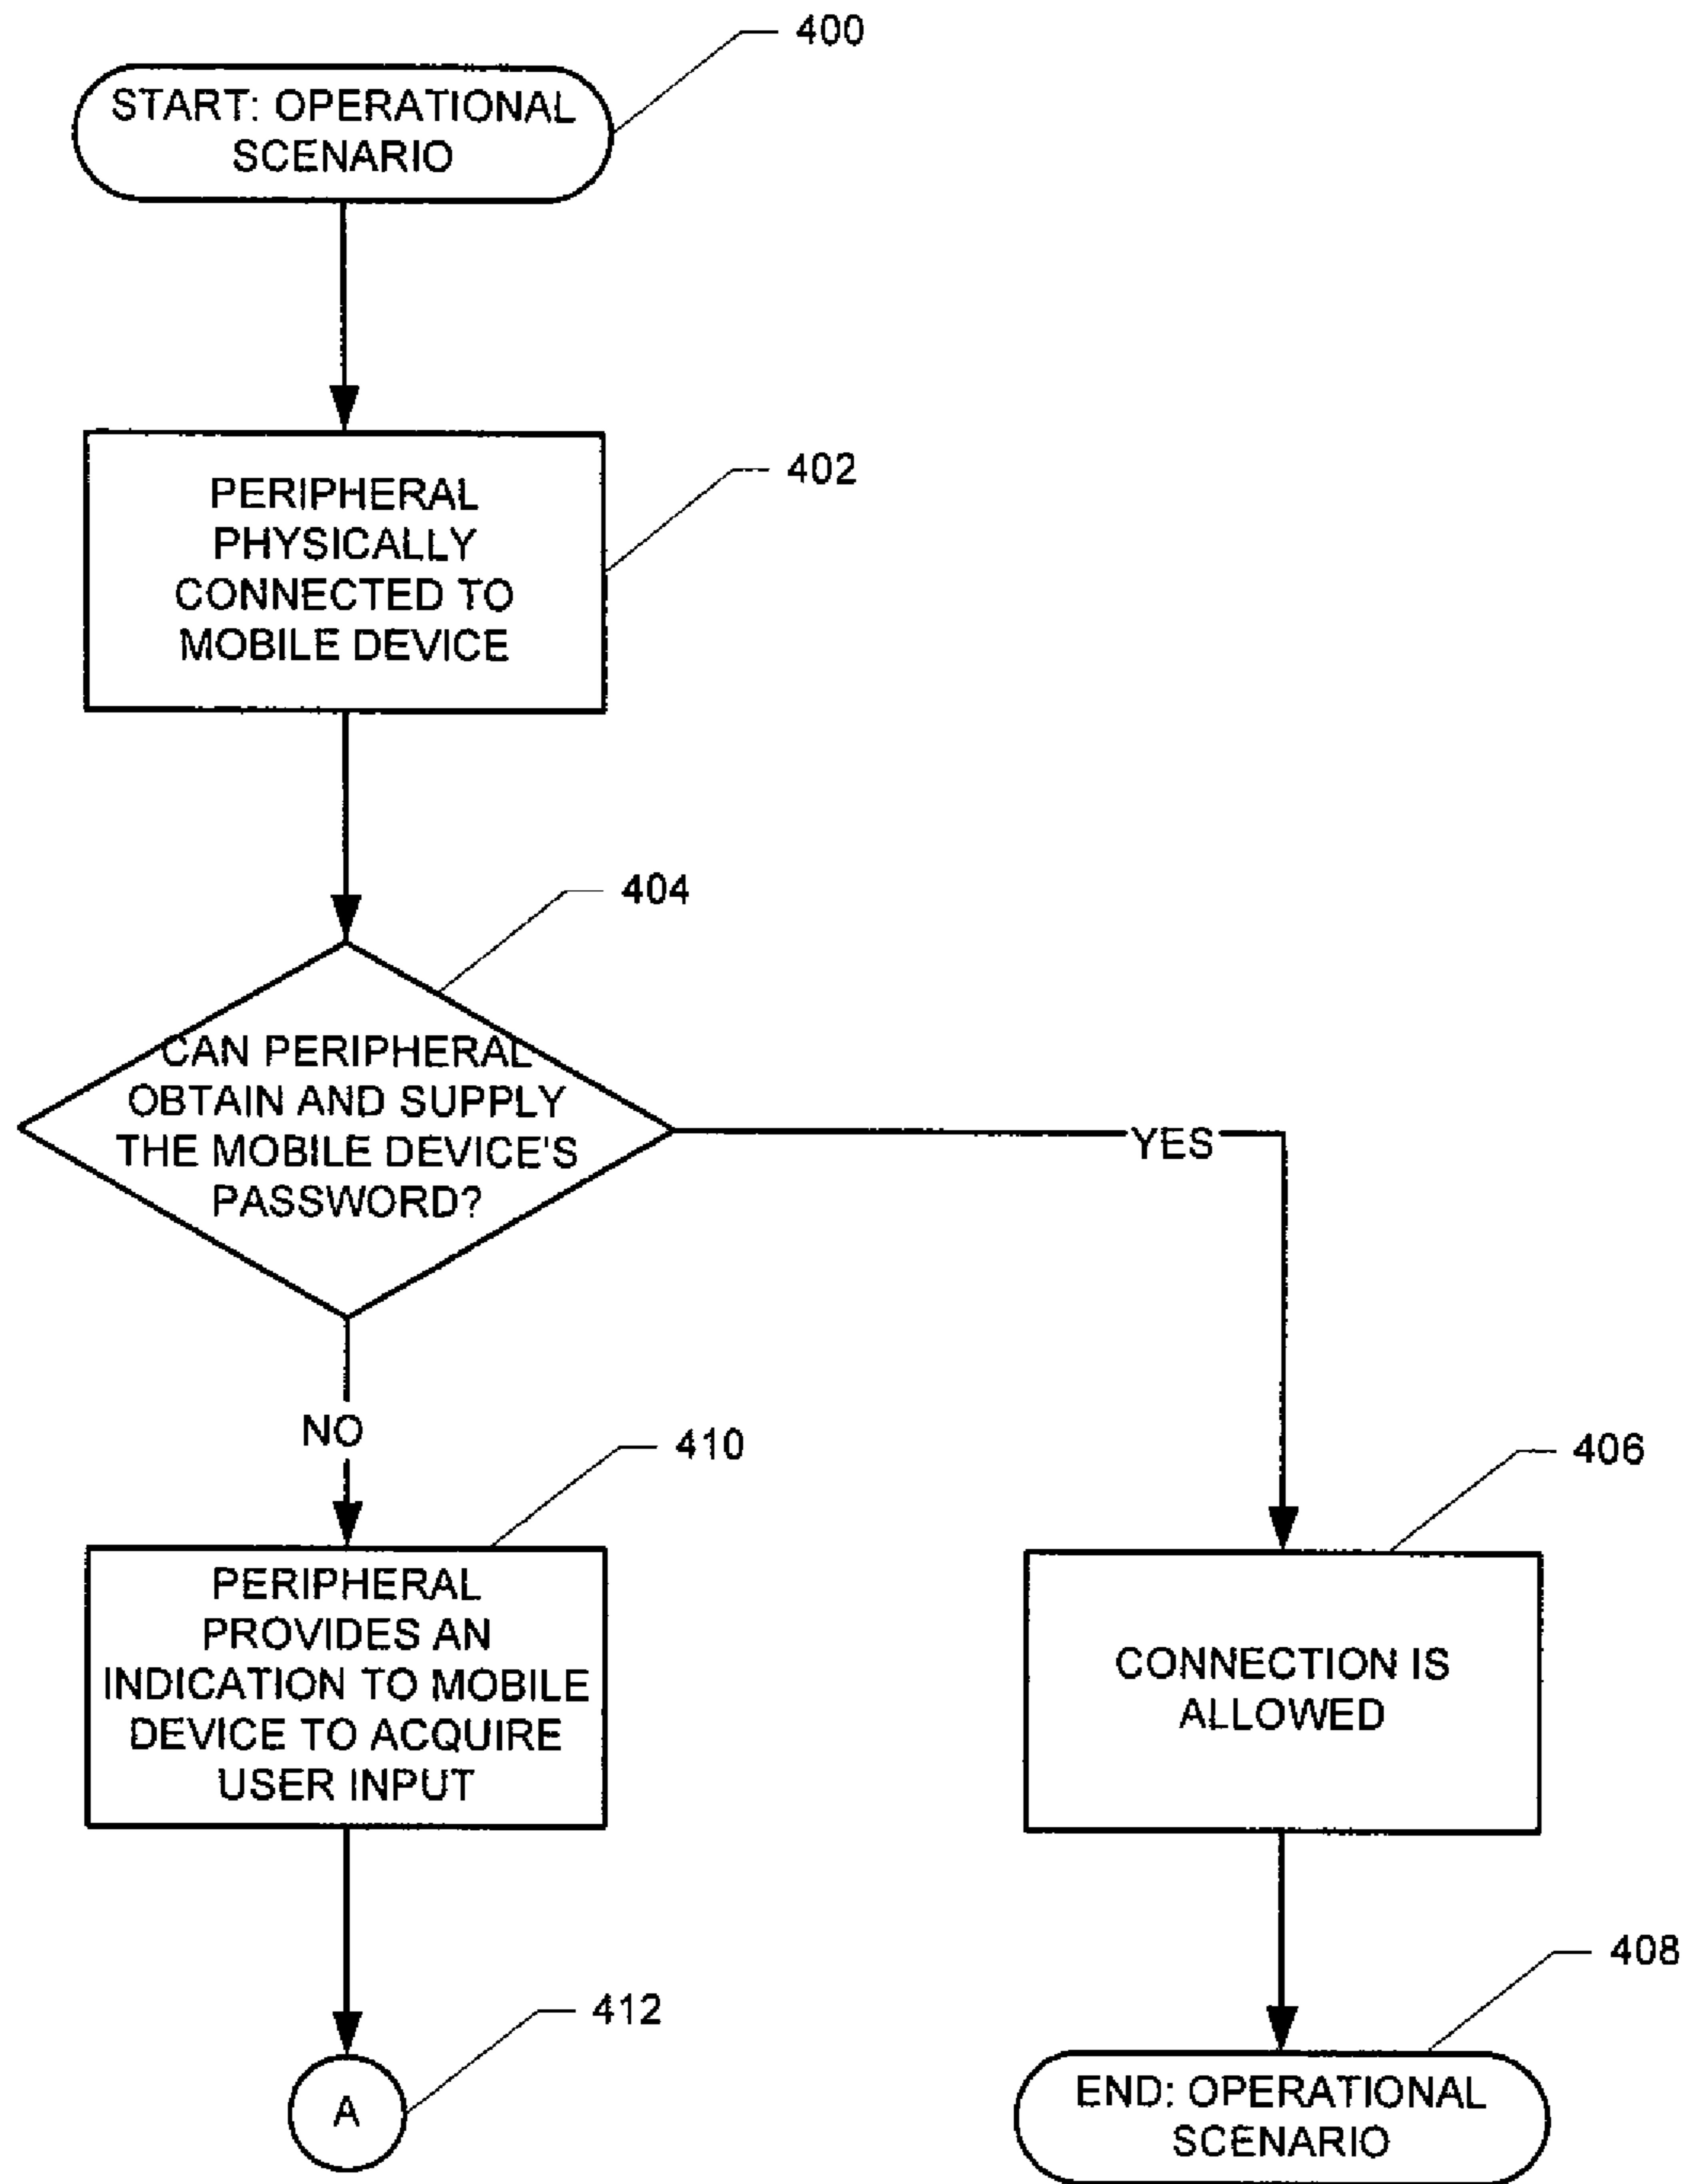 400
START: OPERATIONAL
SCENARIO
402
PERIPHERAL
PHYSICALLY
CONNECTED TO
MOBILE DEVICE
404
CAN PERIPHERAL
OBTAIN AND SUPPLY
THE MOBILE DEVICE'S
PASSWORD?
YES
NO
410
PERIPHERAL
PROVIDES AN
INDICATION TO MOBILE
DEVICE TO ACQUIRE
USER INPUT
406
CONNECTION IS
ALLOWED
412
A
408
END: OPERATIONAL
SCENARIO